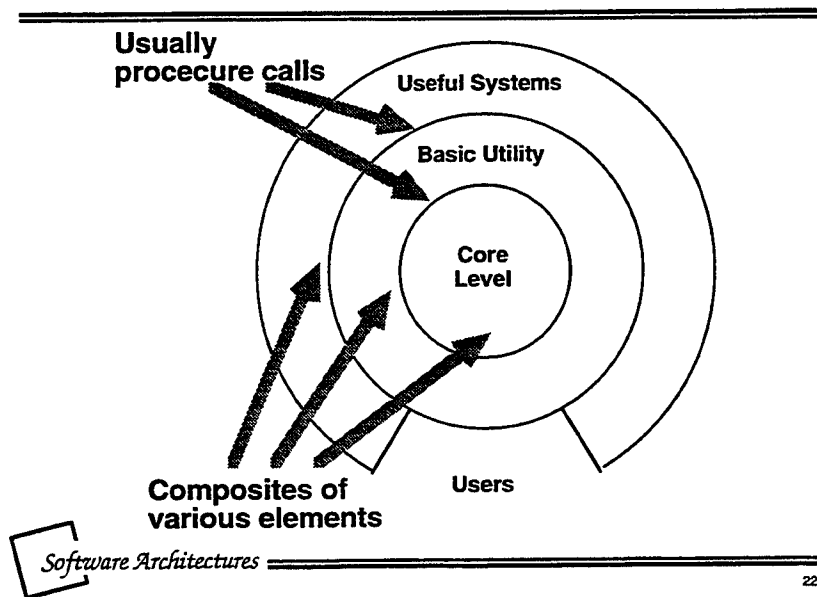 Usually
procecure calls
Useful Systems
Basic Utility
Core
Level
Composites of
various elements
Users
Software Architectures
22